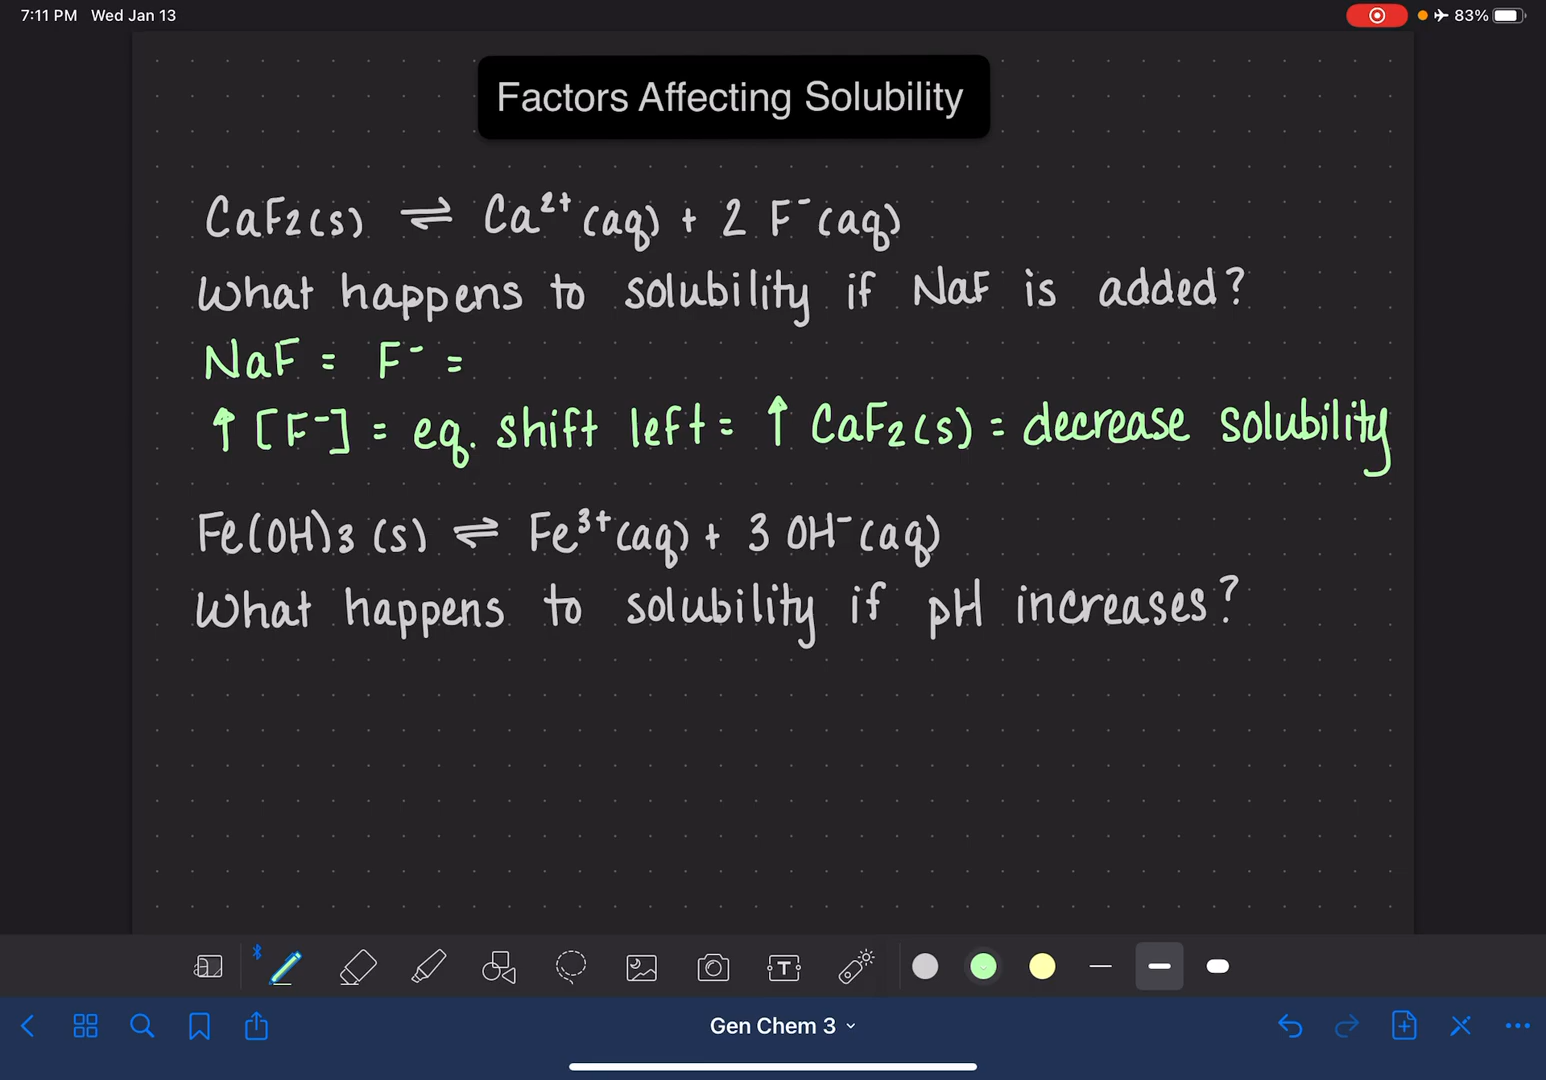 7:11 PM Wed Jan 13
83%
Factors Affecting Solubility
CaF2(s) ⇌ Ca²⁺(aq) + 2 F⁻(aq)
What happens to solubility if NaF is added?
NaF = F⁻ =
↑ [F⁻] = eq. shift left = ↑ CaF2(s) = decrease solubility
Fe(OH)3 (s) ⇌ Fe³⁺(aq) + 3 OH⁻(aq)
What happens to solubility if pH increases?
T
Gen Chem 3